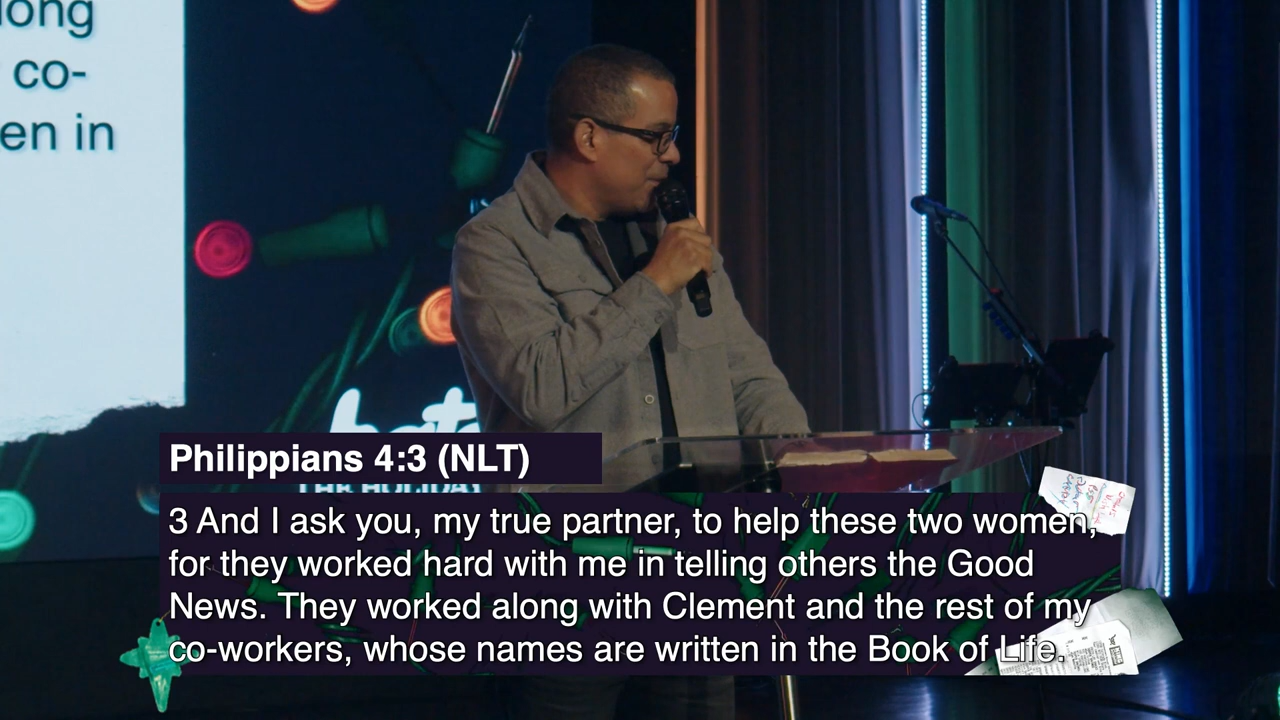 long
co-
en in
Philippians 4:3 (NLT)
THE HOLIDAY
3 And I ask you, my true partner, to help these two women,
for they worked hard with me in telling others the Good
News. They worked along with Clement and the rest of my
co-workers, whose names are written in the Book of Life.